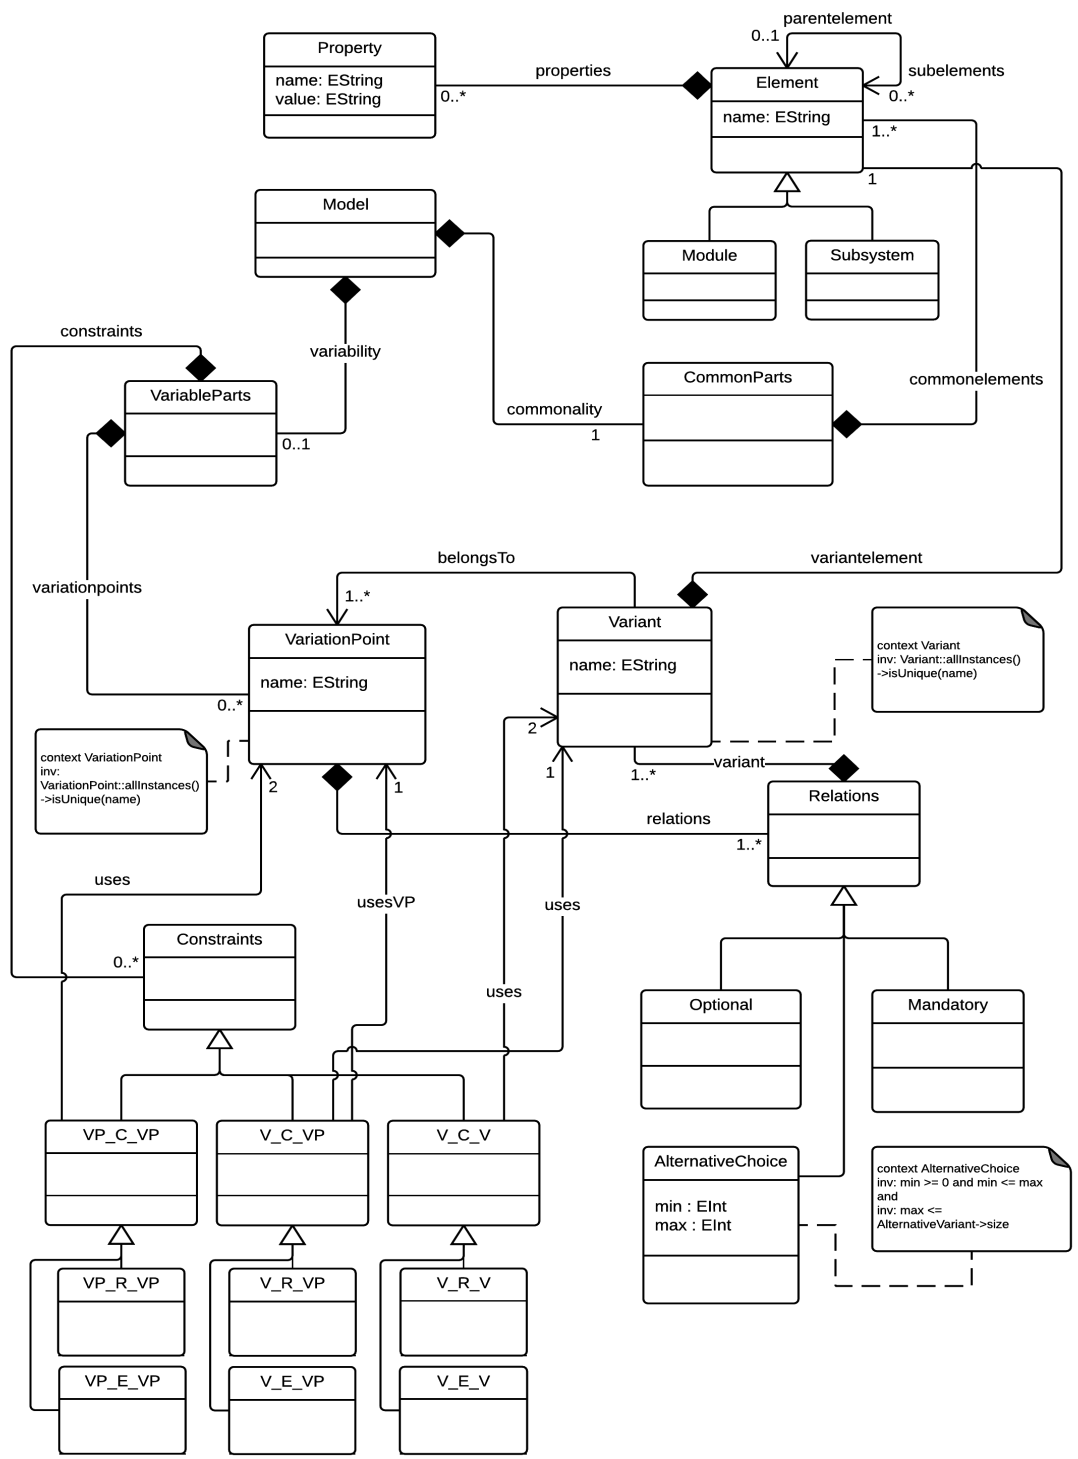 parentelement
0..1
Property
name: EString
value: EString
properties
0..*
Element
name: EString
subelements
0..*
1..*
1
Model
Module
Subsystem
constraints
variability
VariableParts
0..1
commonality
1
CommonParts
commonelements
variationpoints
belongsTo
variantelement
1..*
VariationPoint
name: EString
0..*
Variant
name: EString
context Variant
inv: Variant::allInstances()
->isUnique(name)
context VariationPoint
inv:
VariationPoint::allInstances()
->isUnique(name)
2
1
2
1
1..*
variant
Relations
relations
1..*
uses
usesVP
uses
uses
Constraints
0..*
Optional
Mandatory
VP_C_VP
V_C_VP
V_C_V
AlternativeChoice
min : EInt
max : EInt
context AlternativeChoice
inv: min >= 0 and min <= max
and
inv: max <=
AlternativeVariant->size
VP_R_VP
V_R_VP
V_R_V
VP_E_VP
V_E_VP
V_E_V